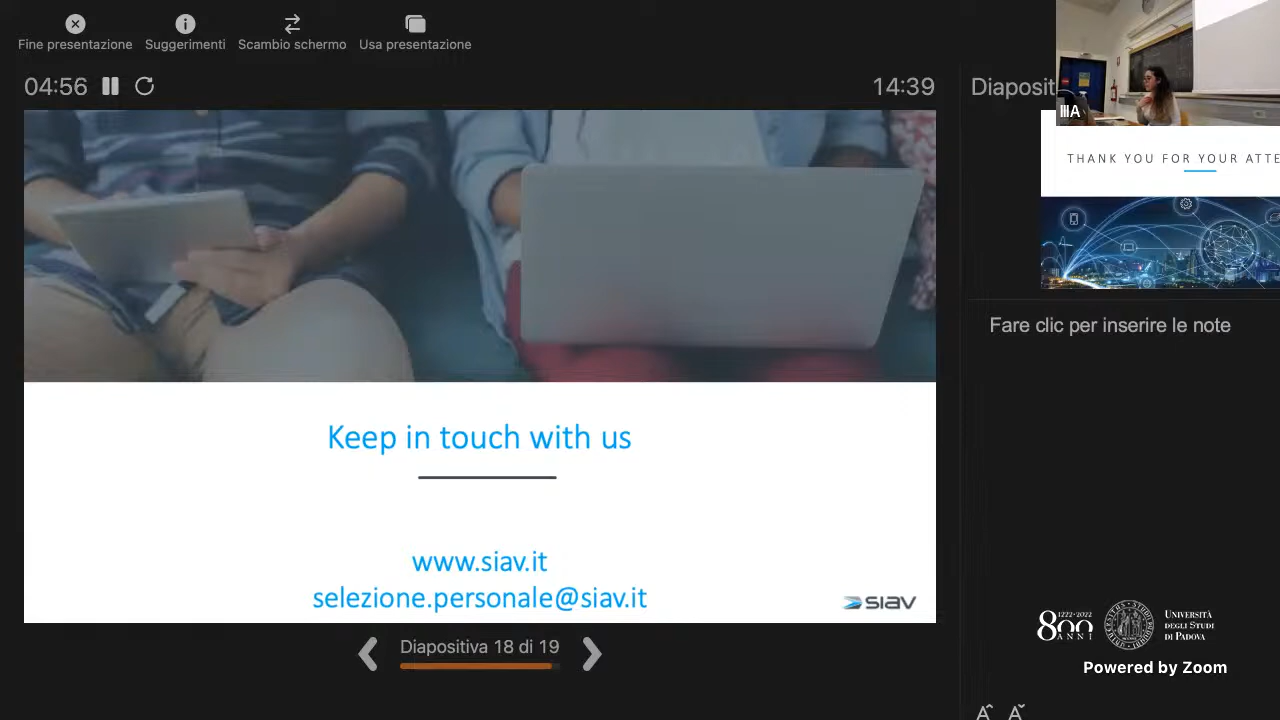 Fine presentazione
Suggerimenti
Scambio schermo
Usa presentazione
04:56
14:39
Diaposit
IIIA
THANK YOU FOR YOUR ATTE
Fare clic per inserire le note
Keep in touch with us
www.siav.it
selezione.personale@siav.it
SIAV
Diapositiva 18 di 19
1222·2022
800
ANNI
UNIVERSITÀ
DEGLI STUDI
DI PADOVA
Powered by Zoom